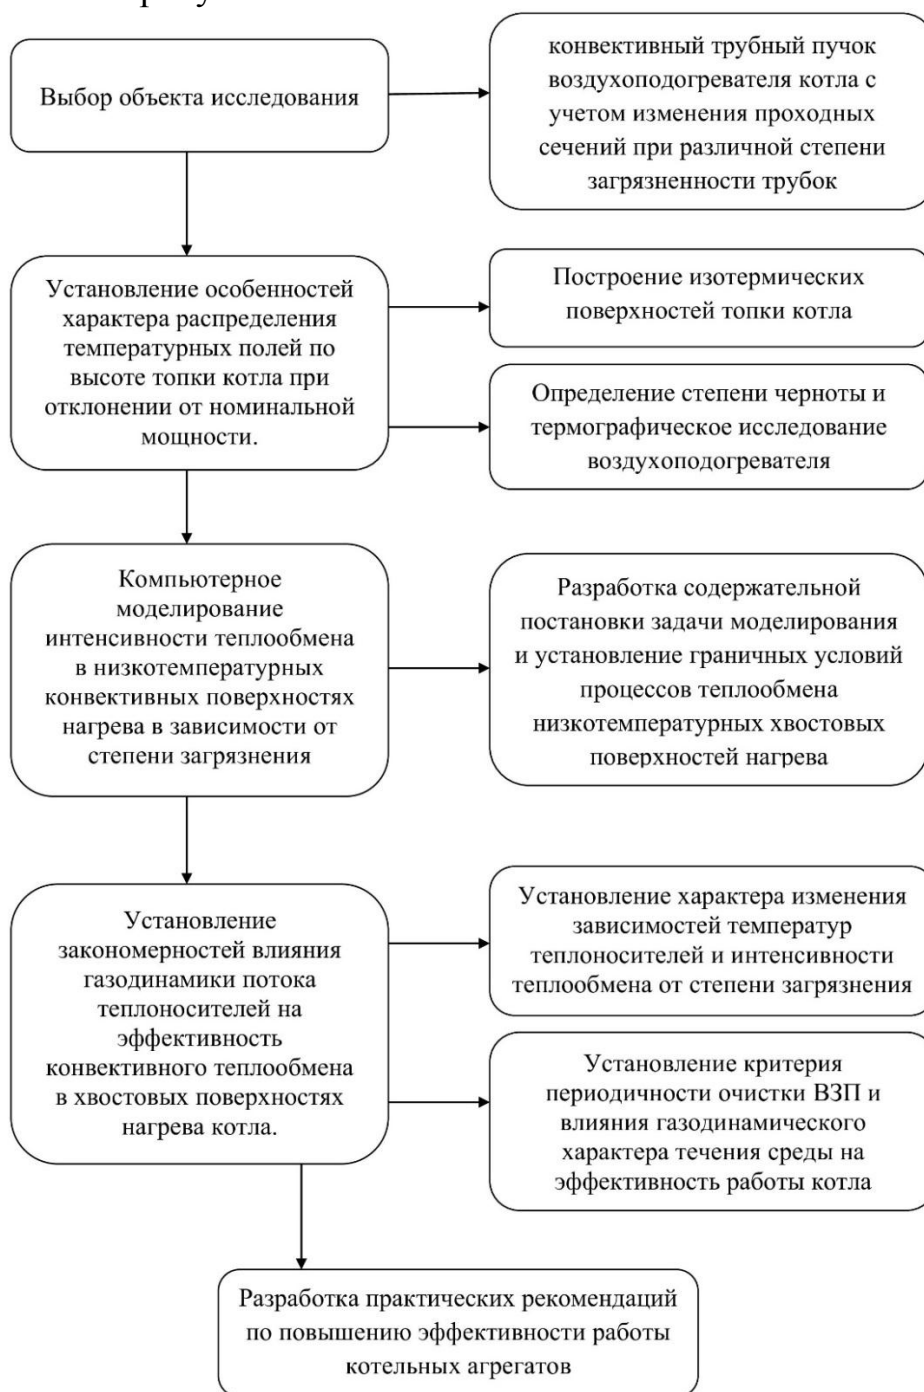 Выбор объекта исследования
конвективный трубный пучок
воздухоподогревателя котла с
учетом изменения проходных
сечений при различной степени
загрязненности трубок
Установление особенностей
характера распределения
температурных полей по
высоте топки котла при
отклонении от номинальной
мощности.
Построение изотермических
поверхностей топки котла
Определение степени черноты и
термографическое исследование
воздухоподогревателя
Компьютерное
моделирование
интенсивности теплообмена
в низкотемпературных
конвективных поверхностях
нагрева в зависимости от
степени загрязнения
Разработка содержательной
постановки задачи моделирования
и установление граничных условий
процессов теплообмена
низкотемпературных хвостовых
поверхностей нагрева
Установление
закономерностей влияния
газодинамики потока
теплоносителей на
эффективность
конвективного теплообмена
в хвостовых поверхностях
нагрева котла.
Установление характера изменения
зависимостей температур
теплоносителей и интенсивности
теплообмена от степени загрязнения
Установление критерия
периодичности очистки ВЗП и
влияния газодинамического
характера течения среды на
эффективность работы котла
Разработка практических рекомендаций
по повышению эффективности работы
котельных агрегатов